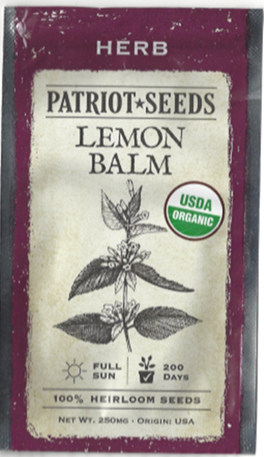 HERB
PATRIOT★SEEDS
LEMON
BALM
USDA
ORGANIC
FULL
SUN
200
DAYS
100% HEIRLOOM SEEDS
NET WT. 250MG · ORIGIN: USA